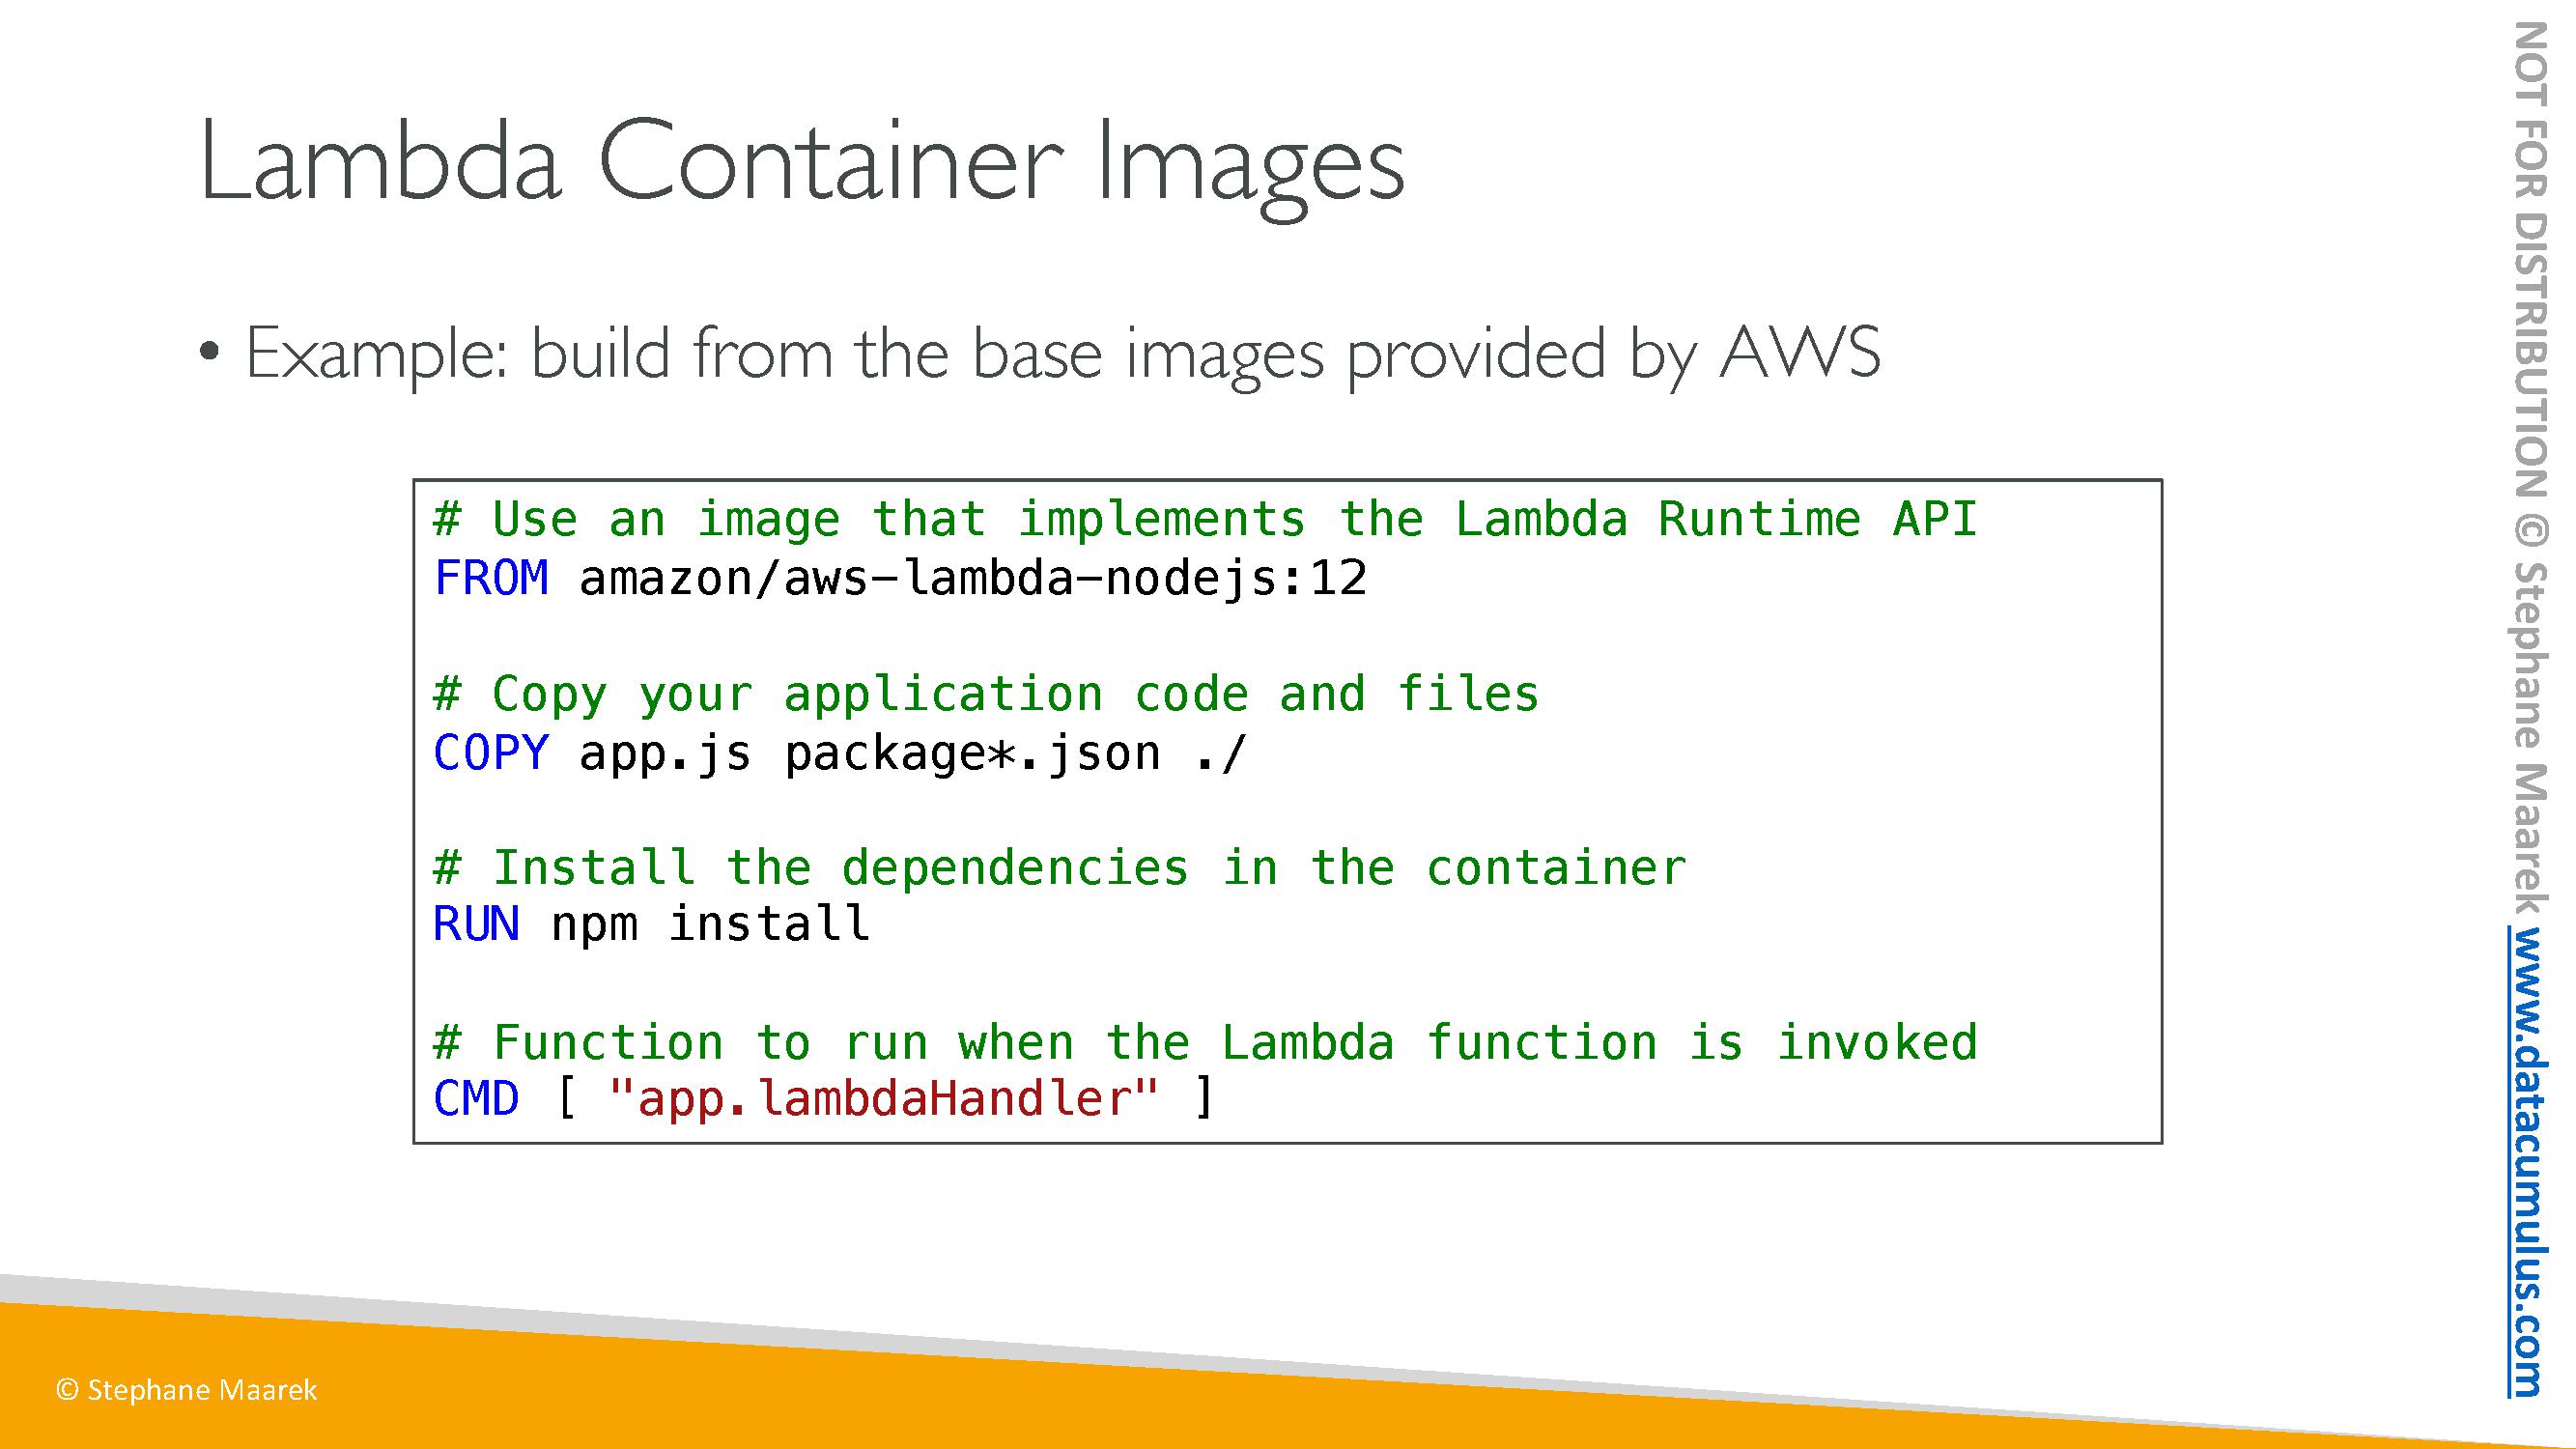 Lambda Container Images
• Example: build from the base images provided by AWS
# Use an image that implements the Lambda Runtime API
FROM amazon/aws-lambda-nodejs:12
# Copy your application code and files
COPY app.js package*.json ./
# Install the dependencies in the container
RUN npm install
# Function to run when the Lambda function is invoked
CMD [ "app.lambdaHandler" ]
© Stephane Maarek
NOT FOR DISTRIBUTION © Stephane Maarek www.datacumulus.com